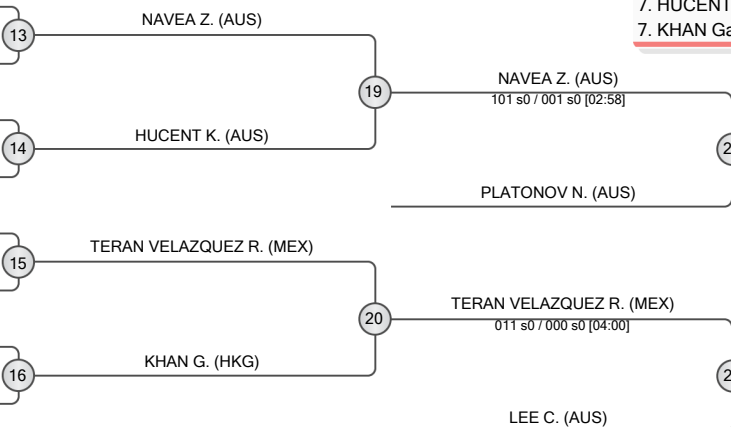 7. HUCENT
7. KHAN Ga
13
NAVEA Z. (AUS)
19
NAVEA Z. (AUS)
101 s0 / 001 s0 [02:58]
14
HUCENT K. (AUS)
2
PLATONOV N. (AUS)
15
TERAN VELAZQUEZ R. (MEX)
20
TERAN VELAZQUEZ R. (MEX)
011 s0 / 000 s0 [04:00]
16
KHAN G. (HKG)
2
LEE C. (AUS)